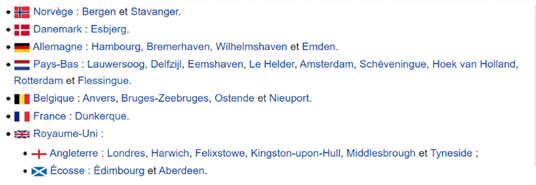 Norvège : Bergen et Stavanger.
Danemark : Esbjerg.
Allemagne : Hambourg, Bremerhaven, Wilhelmshaven et Emden.
Pays-Bas : Lauwersoog, Delfzijl, Eemshaven, Le Helder, Amsterdam, Schéveningue, Hoek van Holland,
Rotterdam et Flessingue.
Belgique : Anvers, Bruges-Zeebruges, Ostende et Nieuport.
France : Dunkerque.
Royaume-Uni :
Angleterre : Londres, Harwich, Felixstowe, Kingston-upon-Hull, Middlesbrough et Tyneside ;
Écosse : Édimbourg et Aberdeen.